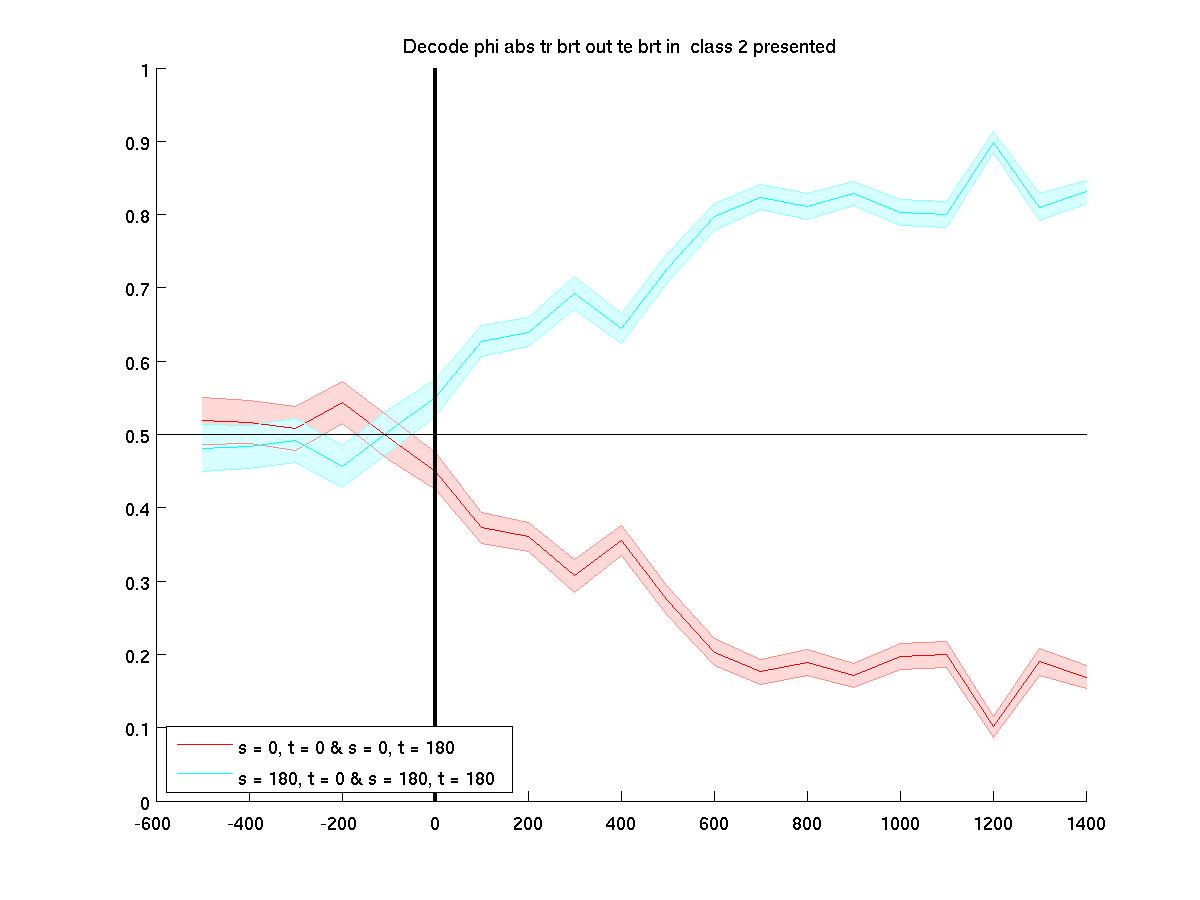 Decode phi abs tr brt out te brt in  class 2 presented
1
0.9
0.8
0.7
0.6
0.5
0.4
0.3
0.2
0.1
0
s = 0, t = 0 & s = 0, t = 180
s = 180, t = 0 & s = 180, t = 180
-600 -400 -200 0 200 400 600 800 1000 1200 1400